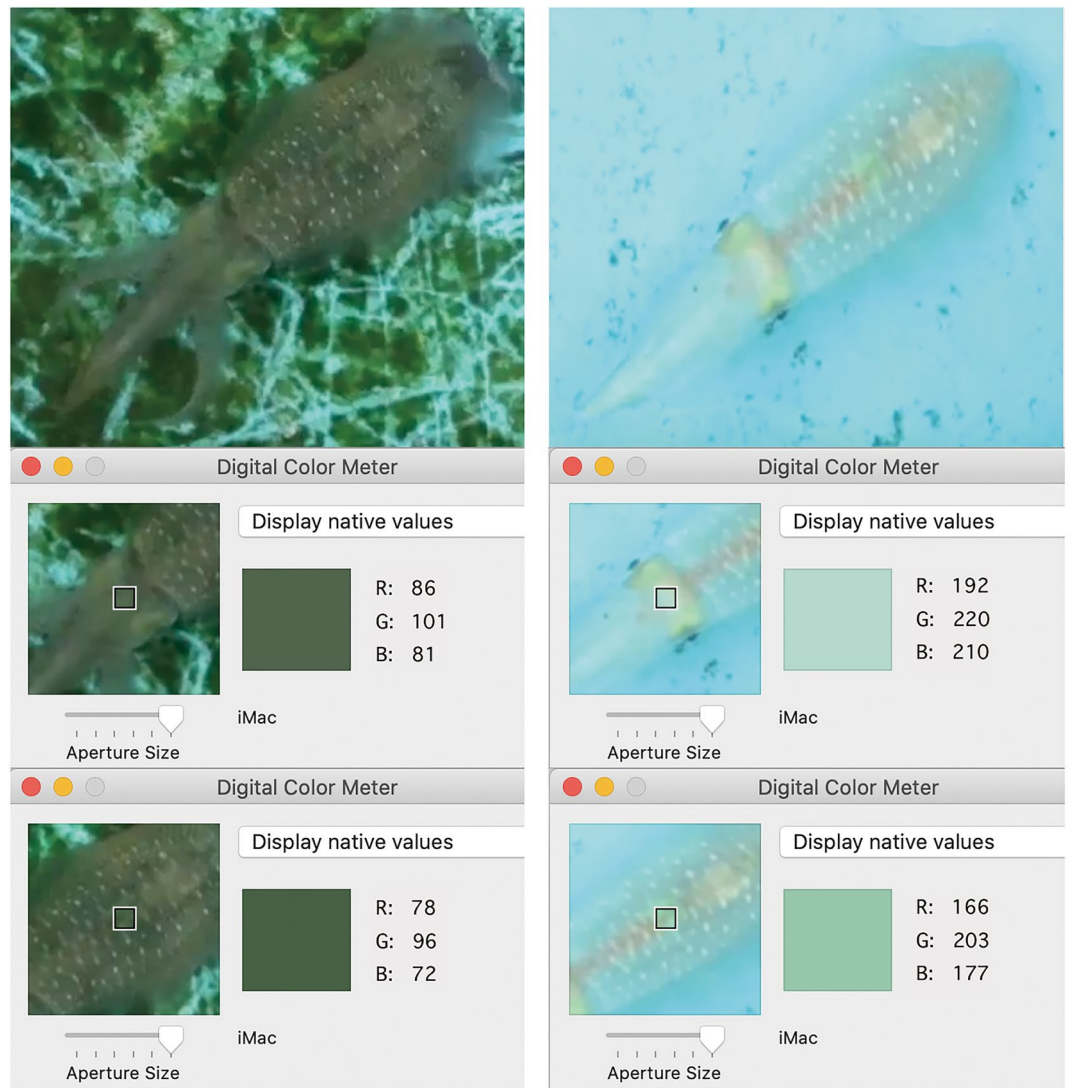 Digital Color Meter
Display native values
R: 86
G: 101
B: 81
iMac
Aperture Size
Digital Color Meter
Display native values
R: 192
G: 220
B: 210
iMac
Aperture Size
Digital Color Meter
Display native values
R: 78
G: 96
B: 72
iMac
Aperture Size
Digital Color Meter
Display native values
R: 166
G: 203
B: 177
iMac
Aperture Size